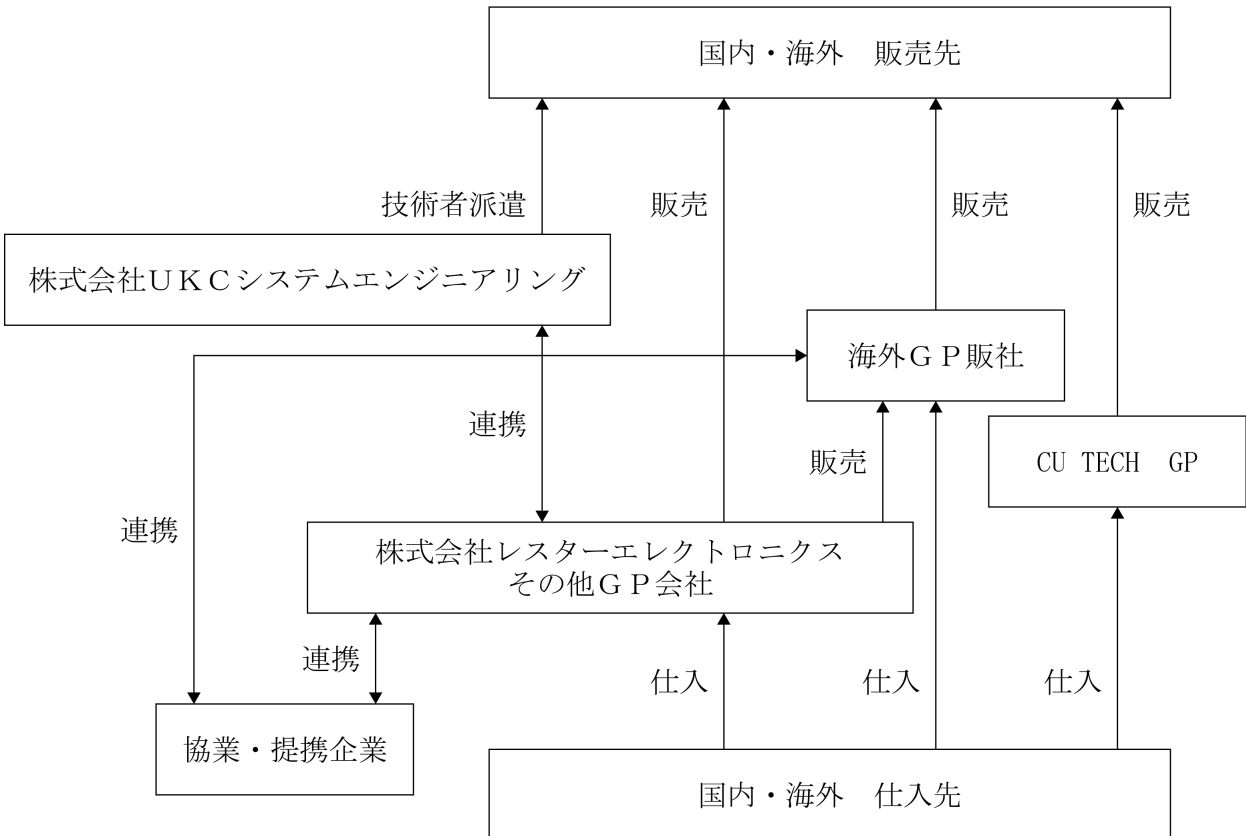 国内・海外　販売先
技術者派遣
販売
販売
販売
株式会社ＵＫＣシステムエンジニアリング
海外ＧＰ販社
連携
販売
CU TECH　GP
連携
株式会社レスターエレクトロニクス
その他ＧＰ会社
連携
仕入
仕入
仕入
協業・提携企業
国内・海外　仕入先